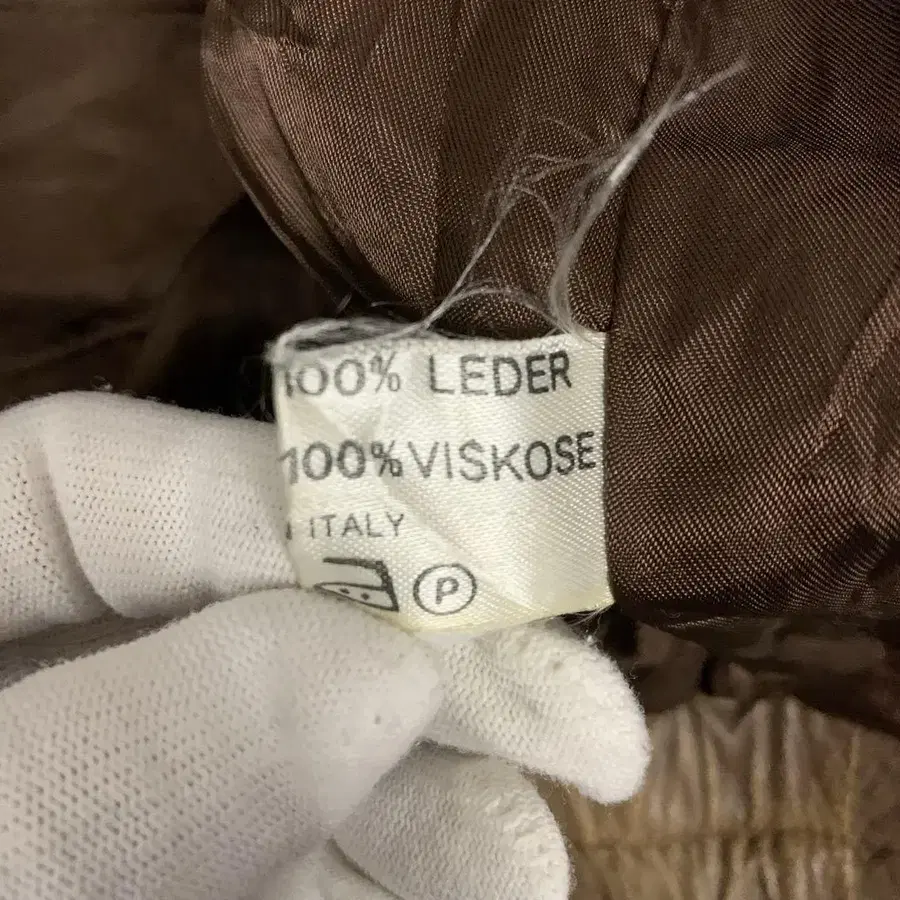 100% LEDER
100% VISKOSE
ITALY
P